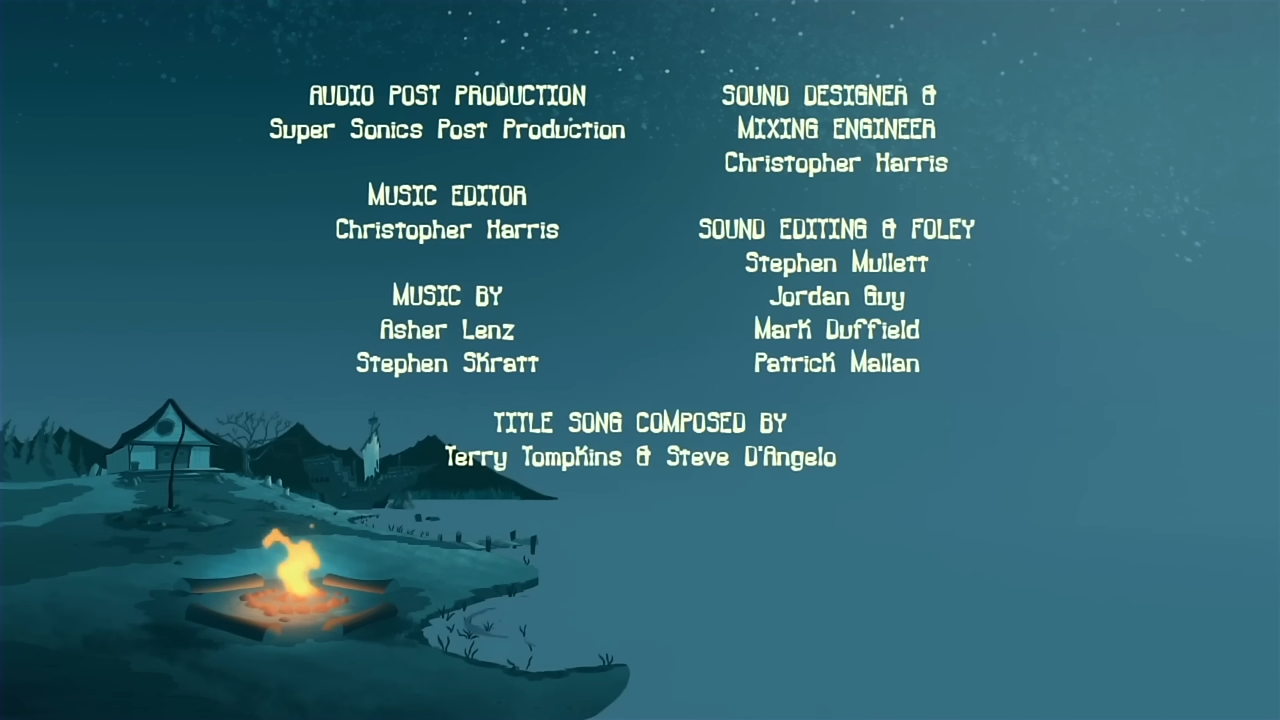 AUDIO POST PRODUCTION
Super Sonics Post Production
MUSIC EDITOR
Christopher Harris
MUSIC BY
Asher Lenz
Stephen Skratt
SOUND DESIGNER &
MIXING ENGINEER
Christopher Harris
SOUND EDITING & FOLEY
Stephen Mullett
Jordan Guy
Mark Duffield
Patrick Mallan
TITLE SONG COMPOSED BY
Terry Tompkins & Steve D'Angelo